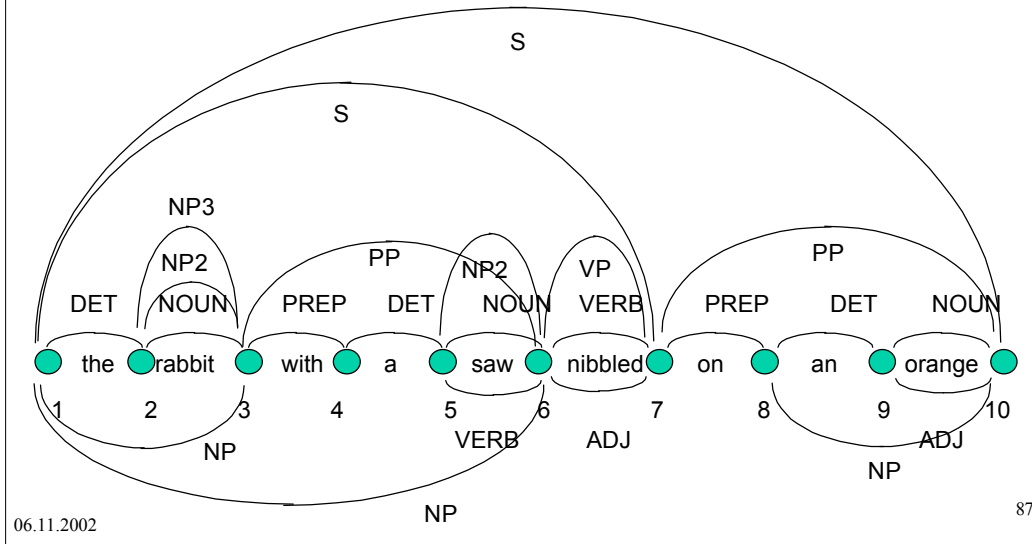 S
S
NP3
NP2 PP NP2 VP PP
DET NOUN PREP DET NOUN VERB PREP DET NOUN
the rabbit with a saw nibbled on an orange
1 2 3 4 5 6 7 8 9 10
NP VERB ADJ NP ADJ
NP
06.11.2002
87